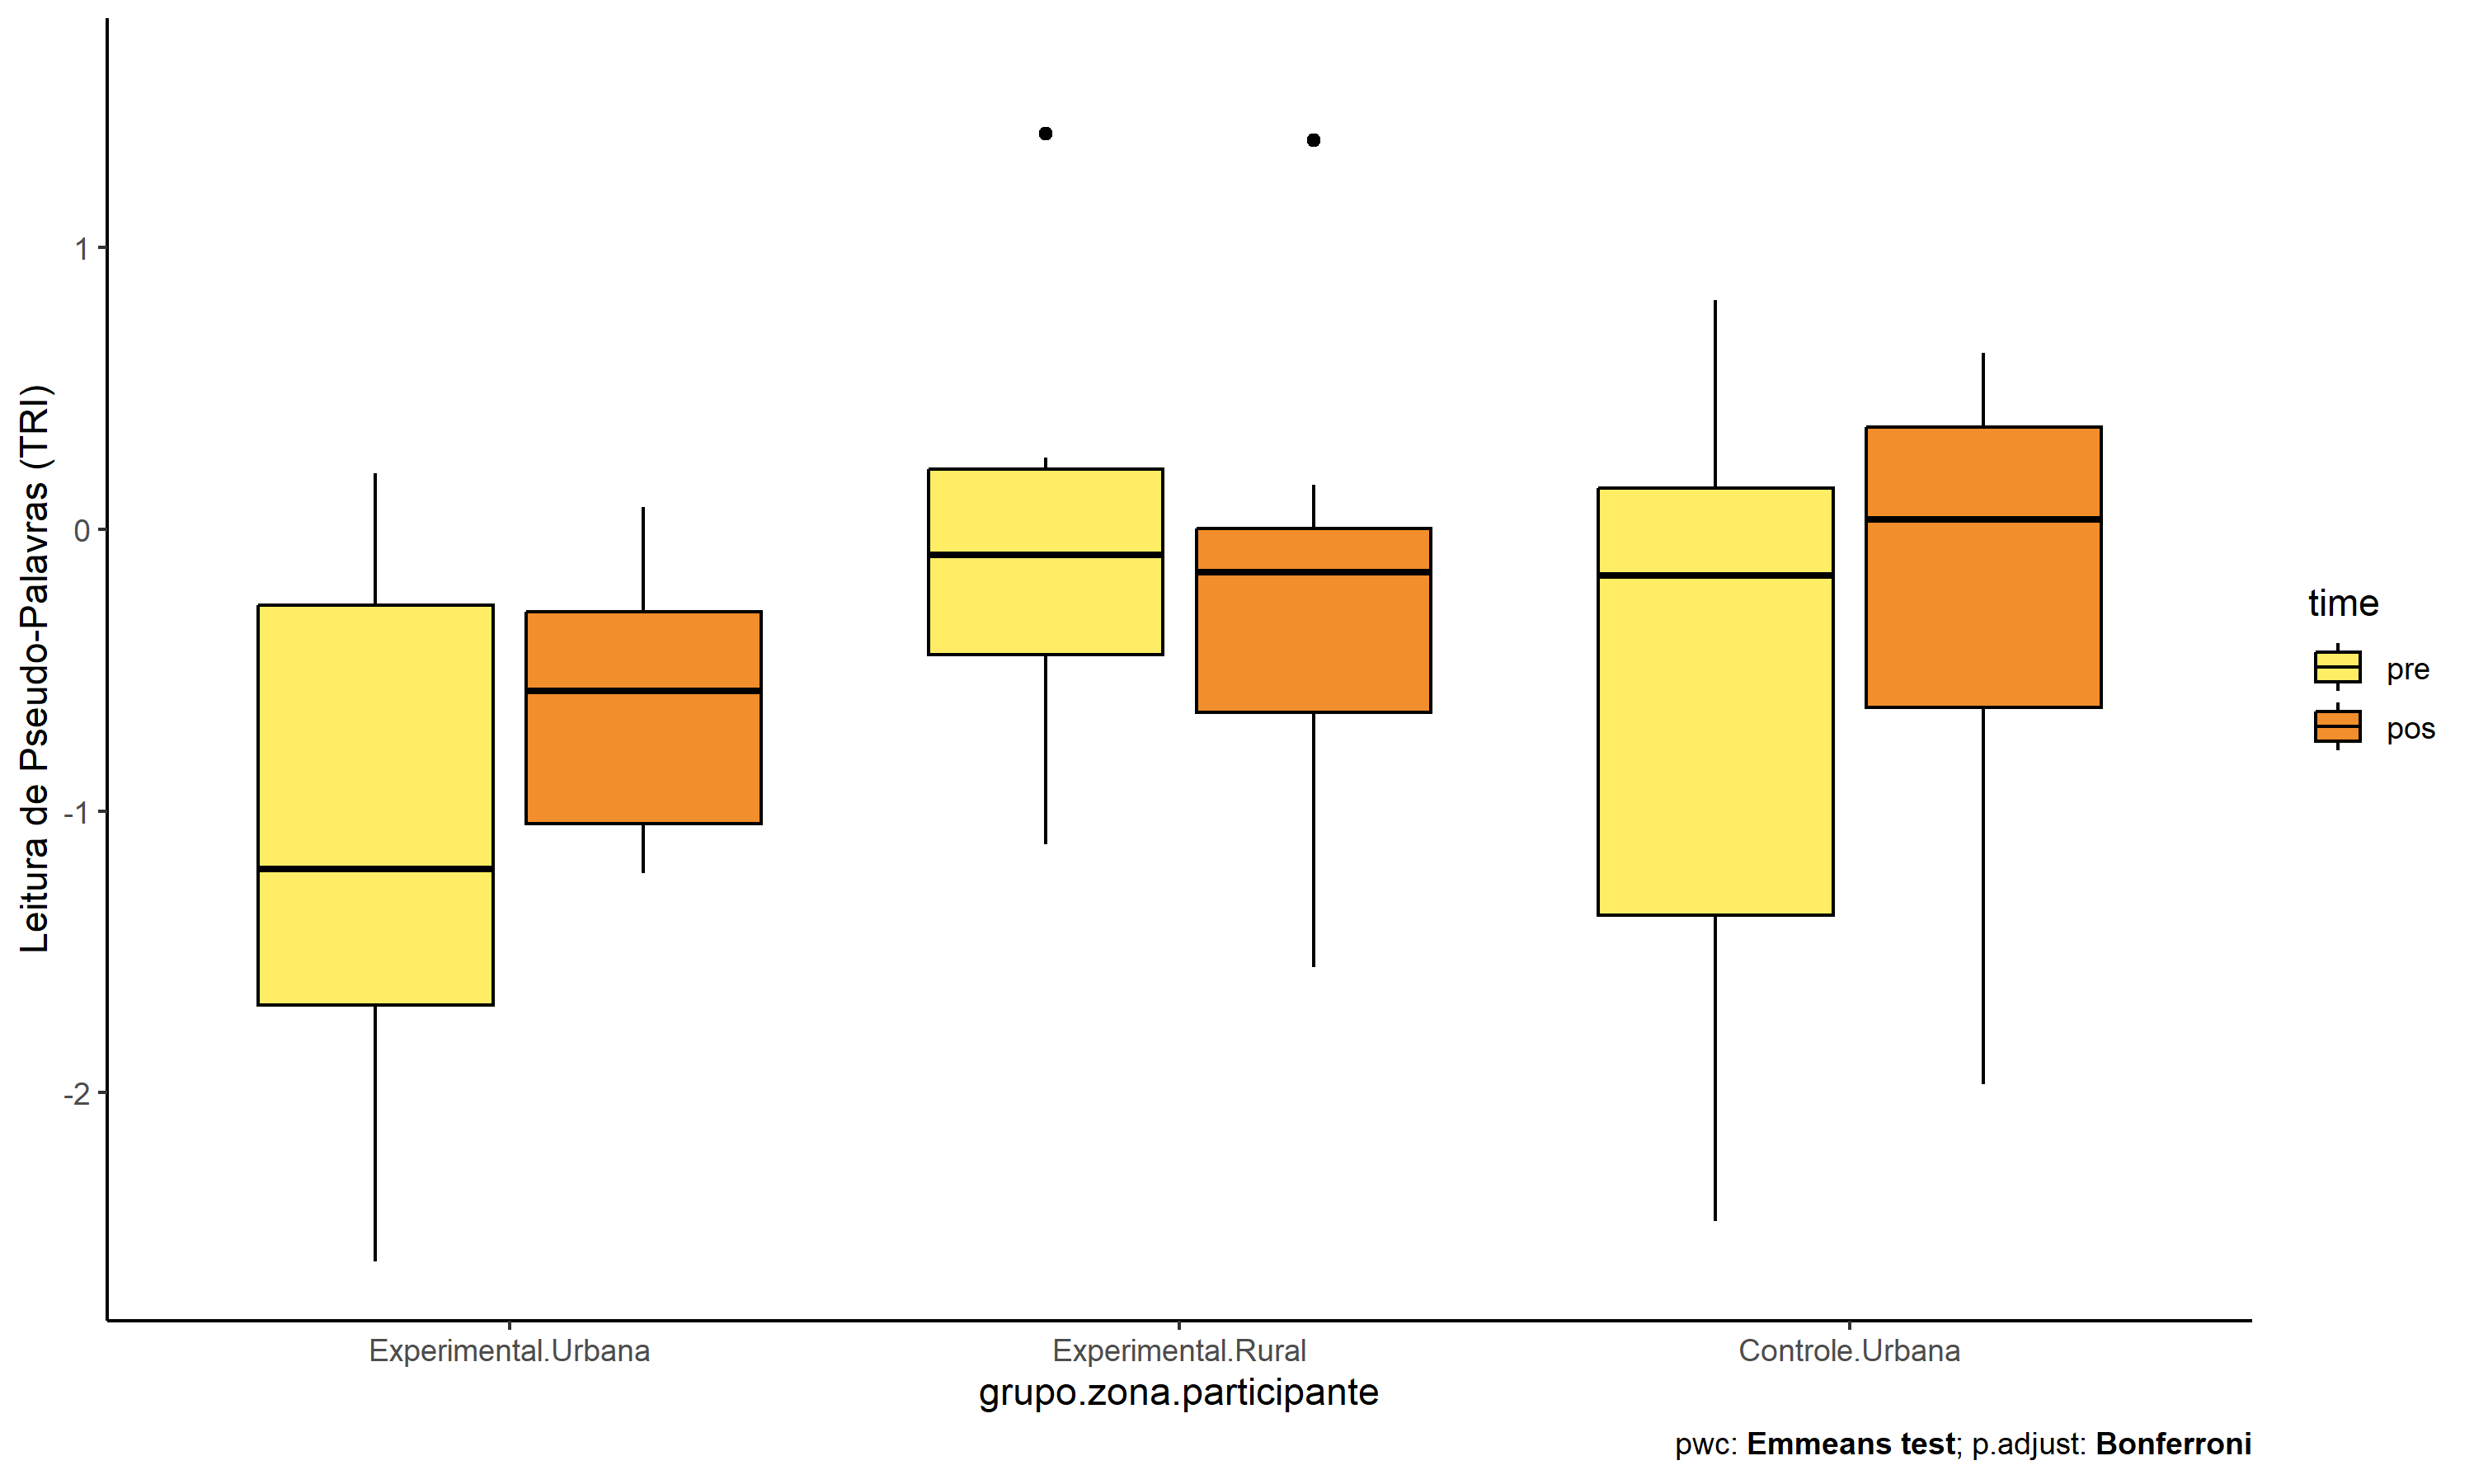 Leitura de Pseudo-Palavras (TRI)
1
0
-1
-2
Experimental.Urbana
Experimental.Rural
Controle.Urbana
grupo.zona.participante
time
pre
pos
pwc: Emmeans test; p.adjust: Bonferroni